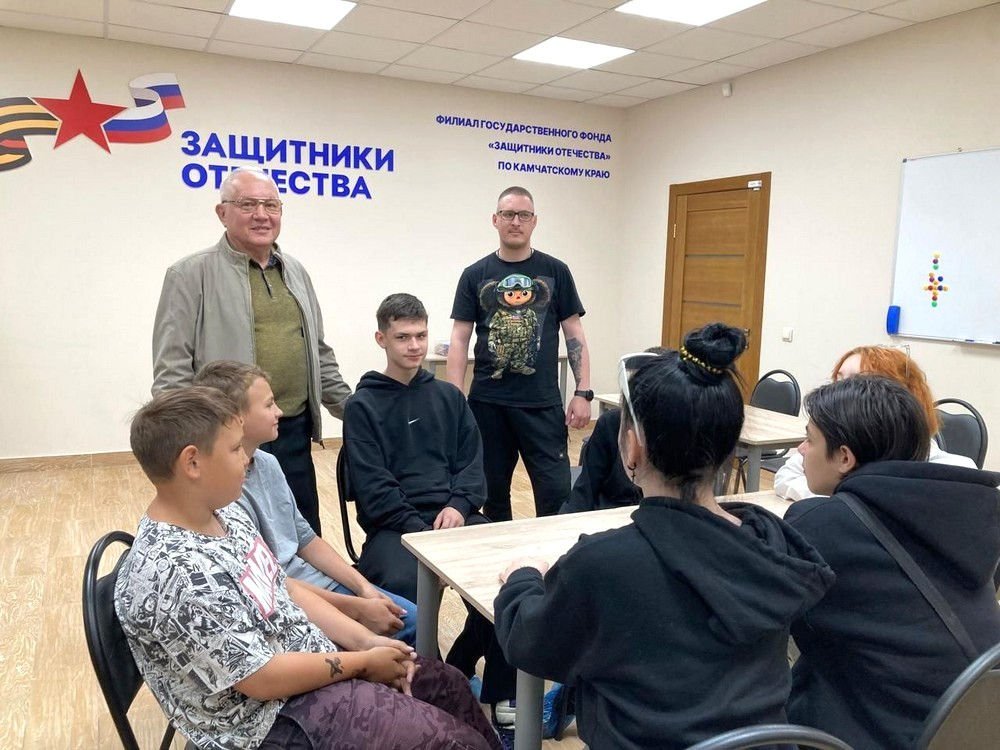 ЗАЩИТНИКИ
ОТЕЧЕСТВА
ФИЛИАЛ ГОСУДАРСТВЕННОГО ФОНДА
«ЗАЩИТНИКИ ОТЕЧЕСТВА»
ПО КАМЧАТСКОМУ КРАЮ